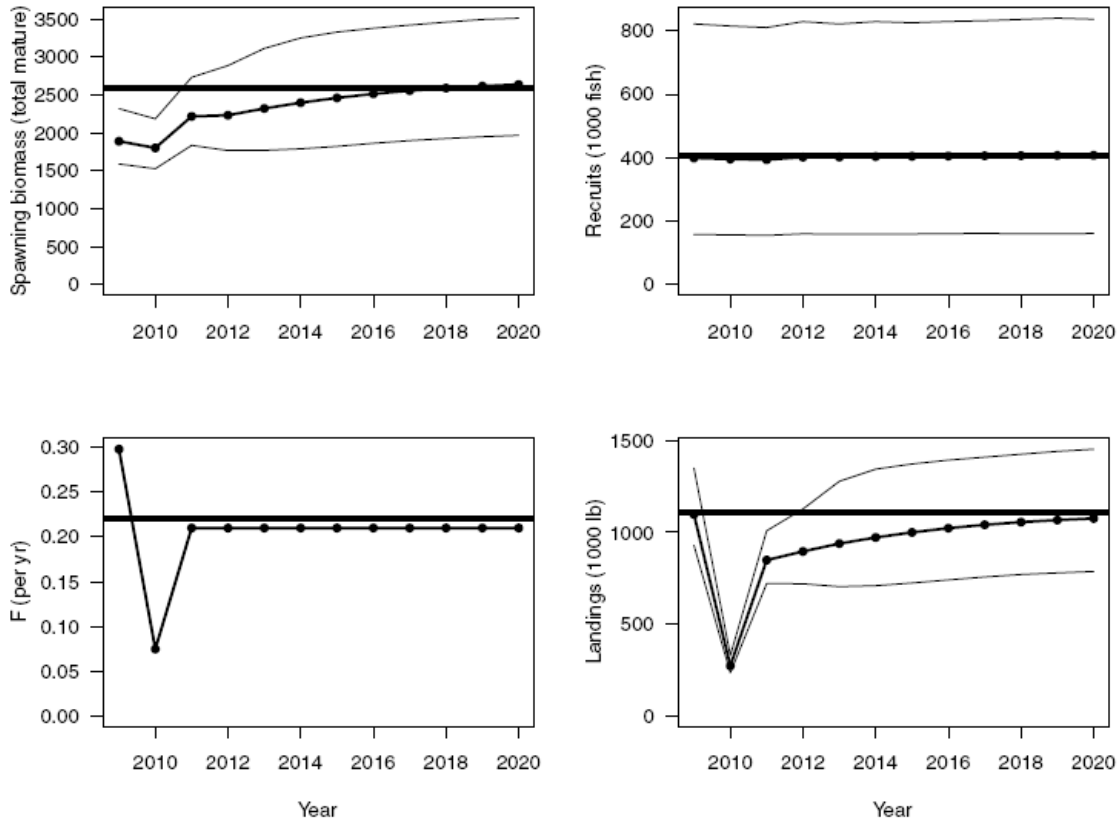 Spawning biomass (total mature)
3500
3000
2500
2000
1500
1000
500
0
2010 2012 2014 2016 2018 2020
Recruits (1000 fish)
800
600
400
200
0
2010 2012 2014 2016 2018 2020
F (per yr)
0.30
0.25
0.20
0.15
0.10
0.05
0.00
2010 2012 2014 2016 2018 2020
Year
Landings (1000 lb)
1500
1000
500
0
2010 2012 2014 2016 2018 2020
Year